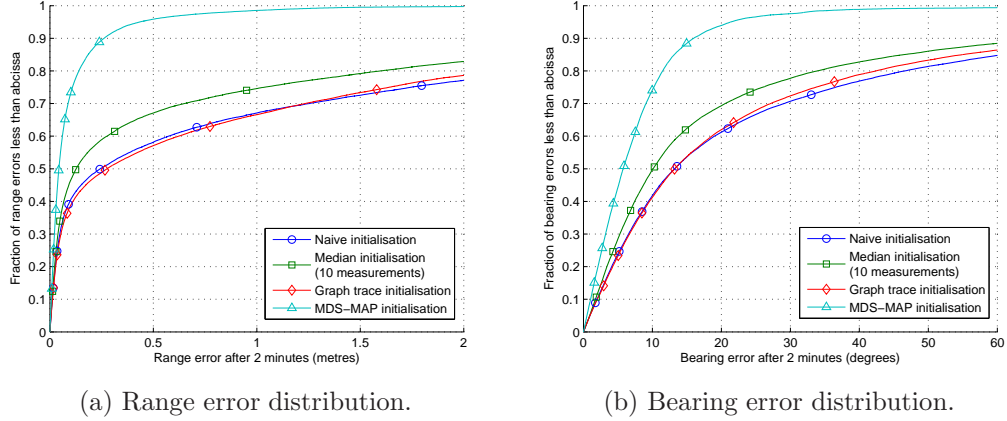 Fraction of range errors less than abcissa
1
0.9
0.8
0.7
0.6
0.5
0.4
0.3
0.2
0.1
0
0
0.5
1
1.5
2
Range error after 2 minutes (metres)
Naive initialisation
Median initialisation
(10 measurements)
Graph trace initialisation
MDS−MAP initialisation
(a) Range error distribution.
Fraction of bearing errors less than abcissa
1
0.9
0.8
0.7
0.6
0.5
0.4
0.3
0.2
0.1
0
0
10
20
30
40
50
60
Bearing error after 2 minutes (degrees)
Naive initialisation
Median initialisation
(10 measurements)
Graph trace initialisation
MDS−MAP initialisation
(b) Bearing error distribution.